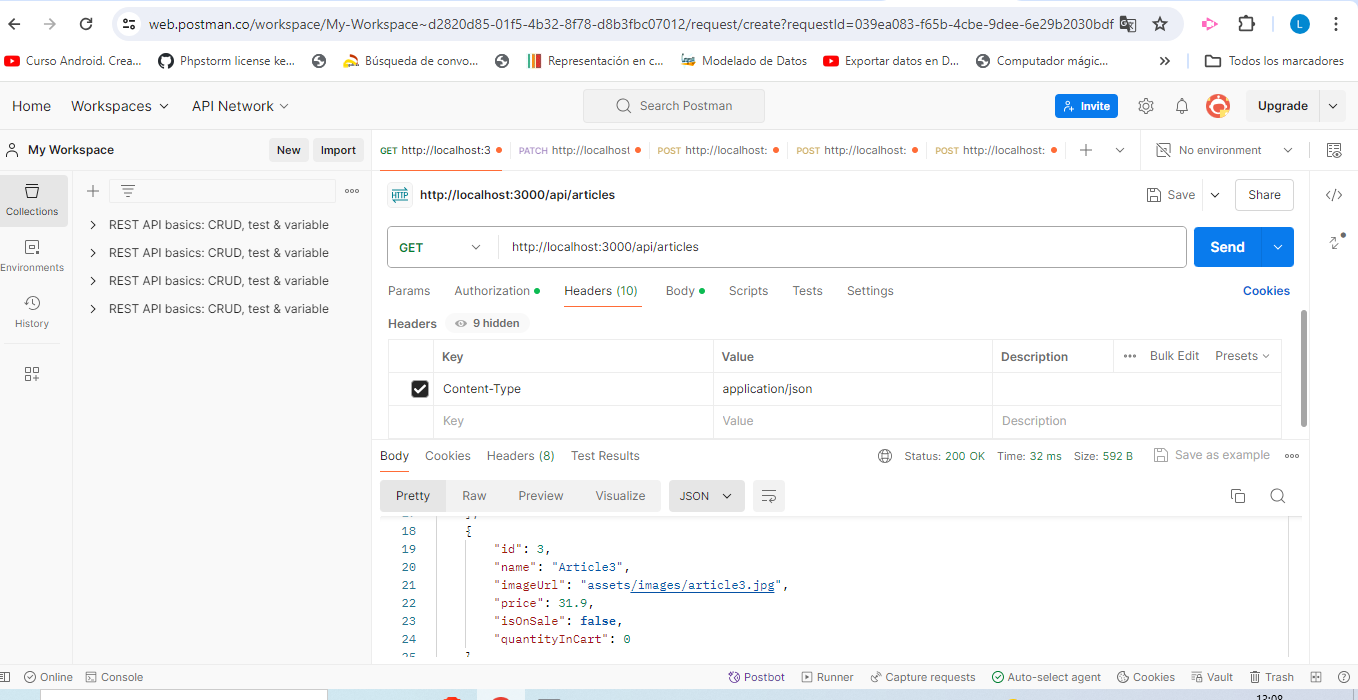 web.postman.co/workspace/My-Workspace~d2820d85-01f5-4b32-8f78-d8b3fbc07012/request/create?requestId=039ea083-f65b-4cbe-9dee-6e29b2030bdf
L
Curso Android. Crea... Phpstorm license ke... Búsqueda de convo... Representación en c... Modelado de Datos Exportar datos en D... Computador mágic... » Todos los marcadores
Home Workspaces API Network Search Postman Invite Upgrade
My Workspace New Import GET http://localhost:3 PATCH http://localhost POST http://localhost: POST http://localhost: POST http://localhost: No environment
Collections
Environments
History
REST API basics: CRUD, test & variable
REST API basics: CRUD, test & variable
REST API basics: CRUD, test & variable
REST API basics: CRUD, test & variable
HTTP http://localhost:3000/api/articles Save Share
GET http://localhost:3000/api/articles Send
Params Authorization Headers (10) Body Scripts Tests Settings Cookies
Headers 9 hidden
Key Value Description Bulk Edit Presets
Content-Type application/json
Key Value Description
Body Cookies Headers (8) Test Results Status: 200 OK Time: 32 ms Size: 592 B Save as example
Pretty Raw Preview Visualize JSON
18 {
19 "id": 3,
20 "name": "Article3",
21 "imageUrl": "assets/images/article3.jpg",
22 "price": 31.9,
23 "isOnSale": false,
24 "quantityInCart": 0
Online Console Postbot Runner Capture requests Auto-select agent Cookies Vault Trash